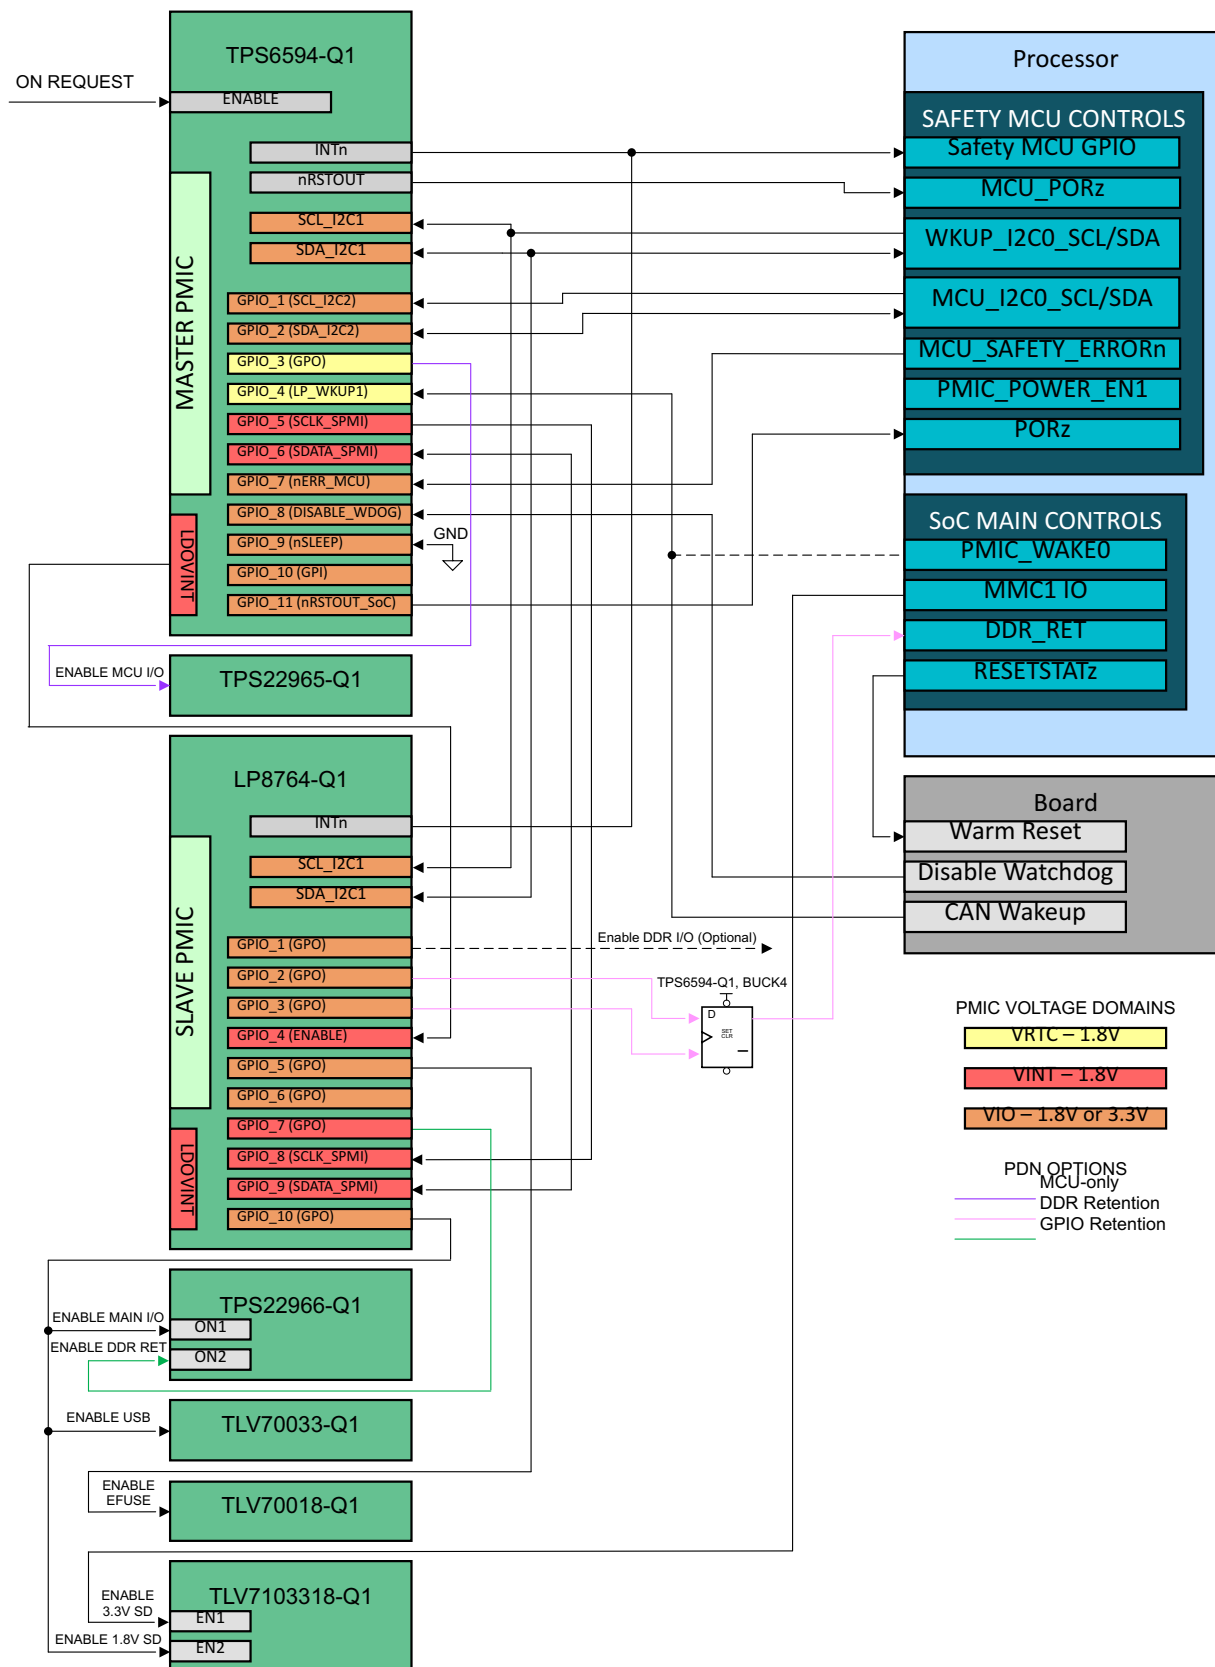 TPS6594-Q1
ON REQUEST
ENABLE
INTn
nRSTOUT
SCL_I2C1
SDA_I2C1
MASTER PMIC
GPIO_1 (SCL_I2C2)
GPIO_2 (SDA_I2C2)
GPIO_3 (GPO)
GPIO_4 (LP_WKUP1)
GPIO_5 (SCLK_SPMI)
GPIO_6 (SDATA_SPMI)
GPIO_7 (nERR_MCU)
GPIO_8 (DISABLE_WDOG)
GPIO_9 (nSLEEP)
GPIO_10 (GPI)
GPIO_11 (nRSTOUT_SoC)
LDOVINT
GND
ENABLE MCU I/O
TPS22965-Q1
LP8764-Q1
INTn
SCL_I2C1
SDA_I2C1
SLAVE PMIC
GPIO_1 (GPO)
GPIO_2 (GPO)
GPIO_3 (GPO)
GPIO_4 (ENABLE)
GPIO_5 (GPO)
GPIO_6 (GPO)
GPIO_7 (GPO)
GPIO_8 (SCLK_SPMI)
GPIO_9 (SDATA_SPMI)
GPIO_10 (GPO)
LDOVINT
Enable DDR I/O (Optional)
TPS6594-Q1, BUCK4
D
SET
CLR
TPS22966-Q1
ENABLE MAIN I/O
ON1
ENABLE DDR RET
ON2
ENABLE USB
TLV70033-Q1
ENABLE
EFUSE
TLV70018-Q1
TLV7103318-Q1
ENABLE
3.3V SD
EN1
ENABLE 1.8V SD
EN2
Processor
SAFETY MCU CONTROLS
Safety MCU GPIO
MCU_PORz
WKUP_I2C0_SCL/SDA
MCU_I2C0_SCL/SDA
MCU_SAFETY_ERRORn
PMIC_POWER_EN1
PORz
SoC MAIN CONTROLS
PMIC_WAKE0
MMC1 IO
DDR_RET
RESETSTATz
Board
Warm Reset
Disable Watchdog
CAN Wakeup
PMIC VOLTAGE DOMAINS
VRTC – 1.8V
VINT – 1.8V
VIO – 1.8V or 3.3V
PDN OPTIONS
MCU-only
DDR Retention
GPIO Retention